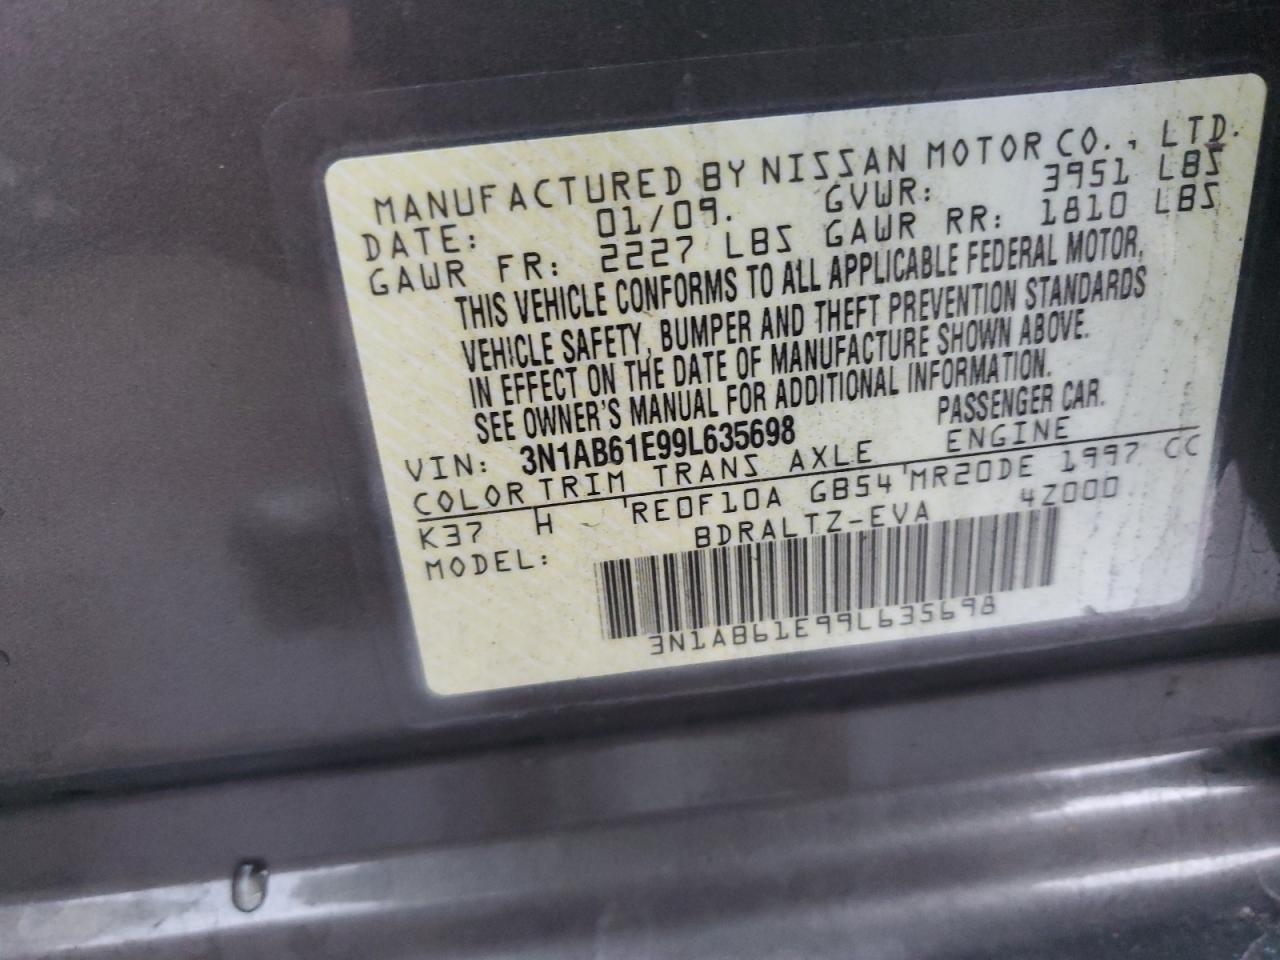 MANUFACTURED BY NISSAN MOTOR CO., LTD.
DATE: 01/09. GVWR: 3951 LBS
GAWR FR: 2227 LBS GAWR RR: 1810 LBS
THIS VEHICLE CONFORMS TO ALL APPLICABLE FEDERAL MOTOR,
VEHICLE SAFETY, BUMPER AND THEFT PREVENTION STANDARDS
IN EFFECT ON THE DATE OF MANUFACTURE SHOWN ABOVE.
SEE OWNER'S MANUAL FOR ADDITIONAL INFORMATION.
VIN: 3N1AB61E99L635698 PASSENGER CAR.
COLOR TRIM TRANS AXLE ENGINE
K37 H RE0F10A GB54 MR20DE 1997 CC
MODEL: BDRALTZ-EVA 4Z000
3N1AB61E99L635698